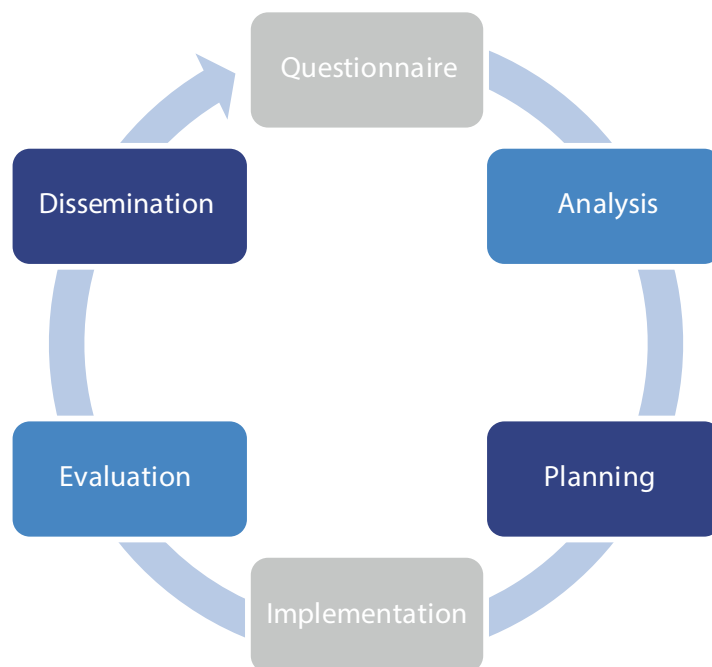 Questionnaire
Analysis
Planning
Implementation
Evaluation
Dissemination